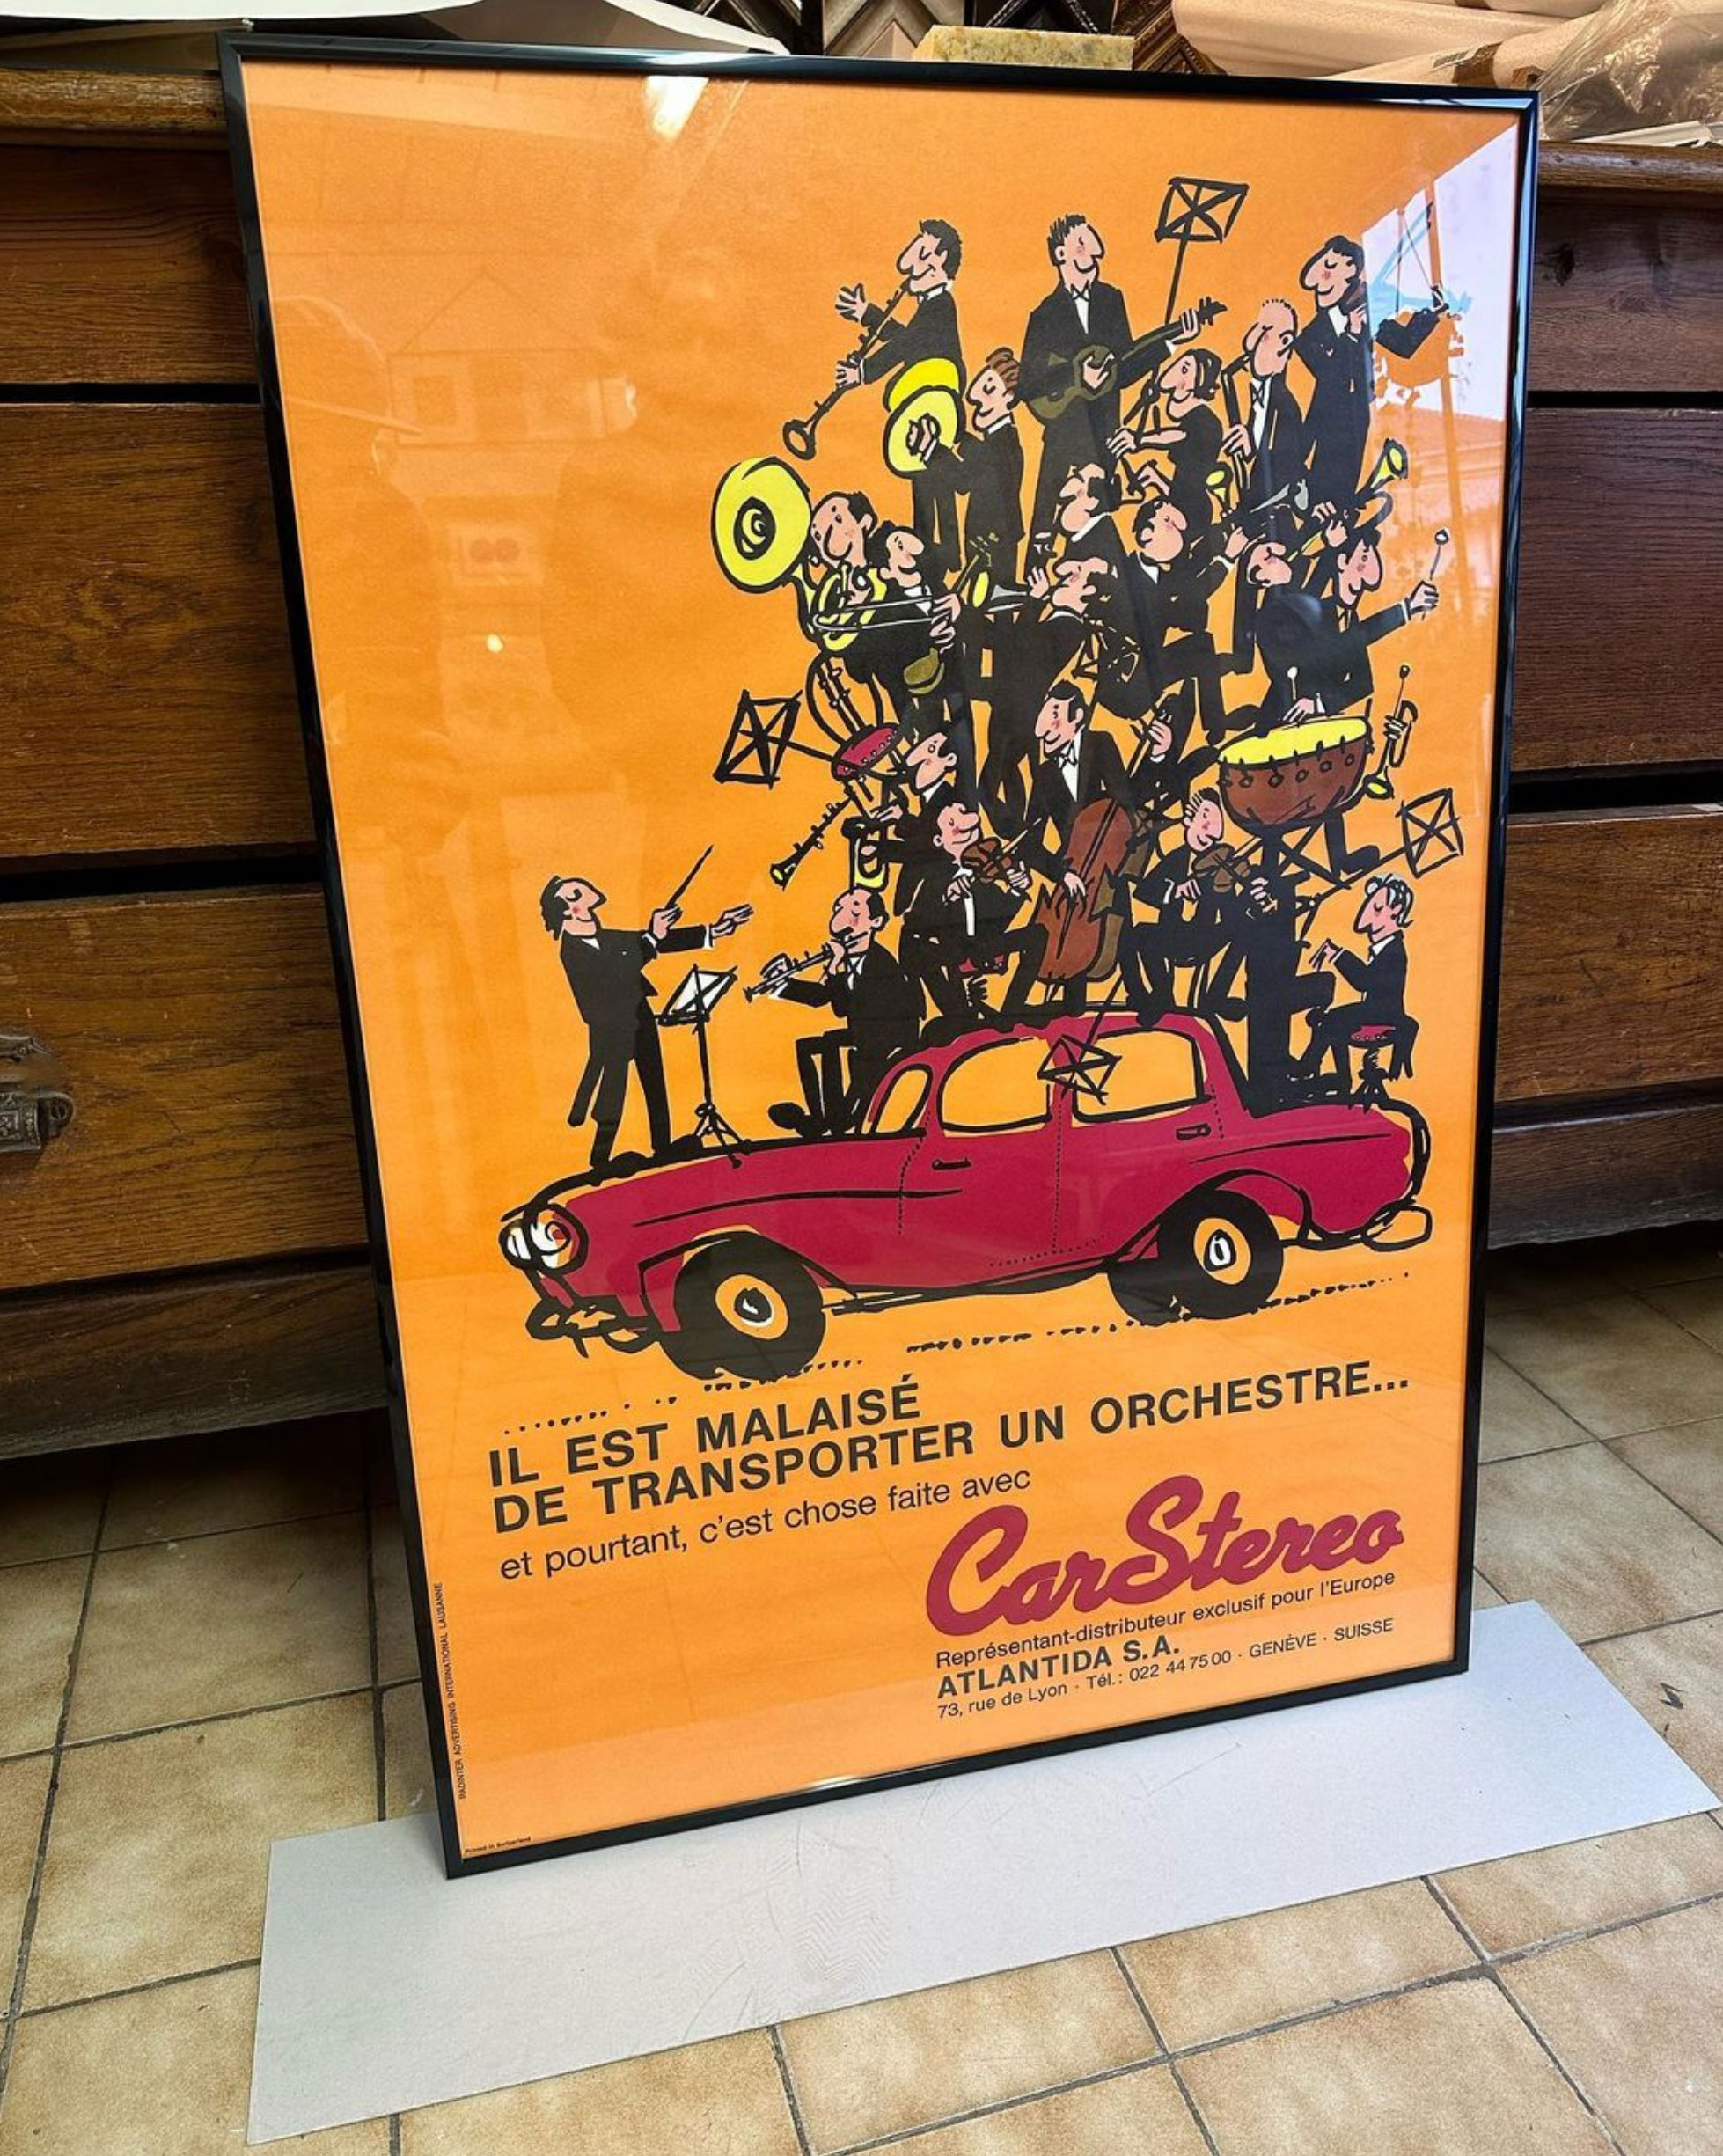 IL EST MALAISÉ
DE TRANSPORTER UN ORCHESTRE...
et pourtant, c'est chose faite avec
CarStereo
Représentant-distributeur exclusif pour l'Europe
ATLANTIDA S.A.
73, rue de Lyon · Tél.: 022 44 75 00 · GENÈVE · SUISSE
RADINTER ADVERTISING INTERNATIONAL LAUSANNE
Printed in Switzerland